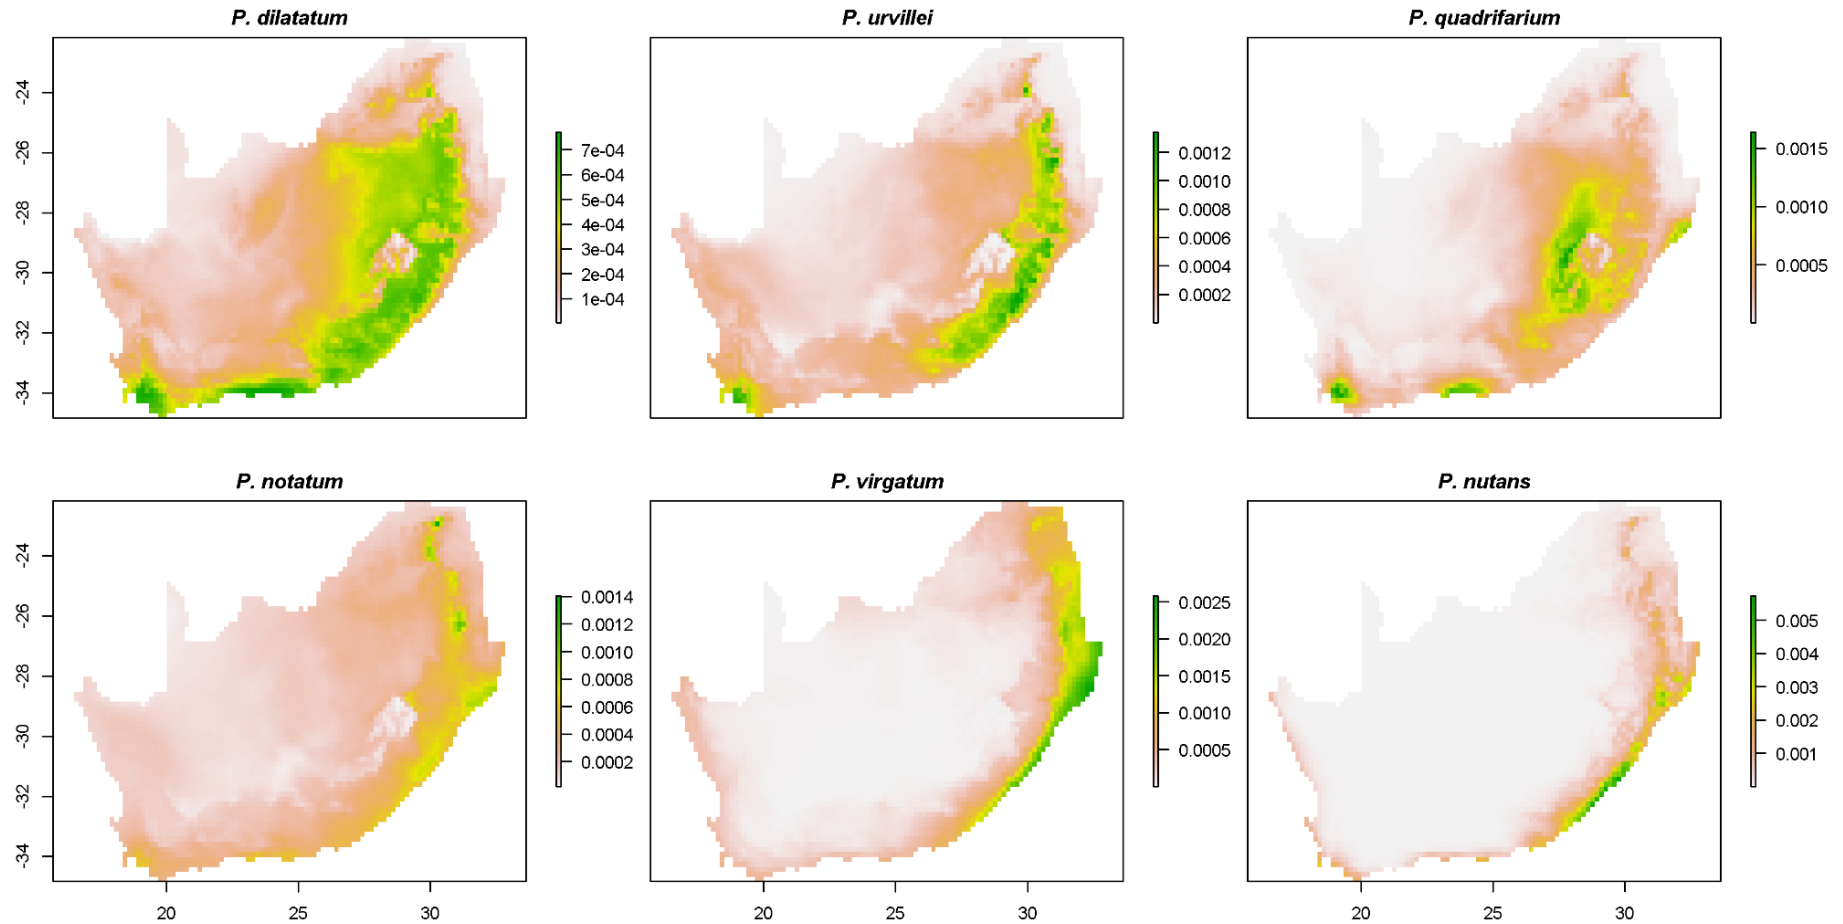 P. dilatatum
P. urvillei
P. quadrifarium
-24
-26
-28
-30
-32
-34
7e-04
6e-04
5e-04
4e-04
3e-04
2e-04
1e-04
0.0012
0.0010
0.0008
0.0006
0.0004
0.0002
0.0015
0.0010
0.0005
P. notatum
P. virgatum
P. nutans
-24
-26
-28
-30
-32
-34
0.0014
0.0012
0.0010
0.0008
0.0006
0.0004
0.0002
0.0025
0.0020
0.0015
0.0010
0.0005
0.005
0.004
0.003
0.002
0.001
20 25 30
20 25 30
20 25 30